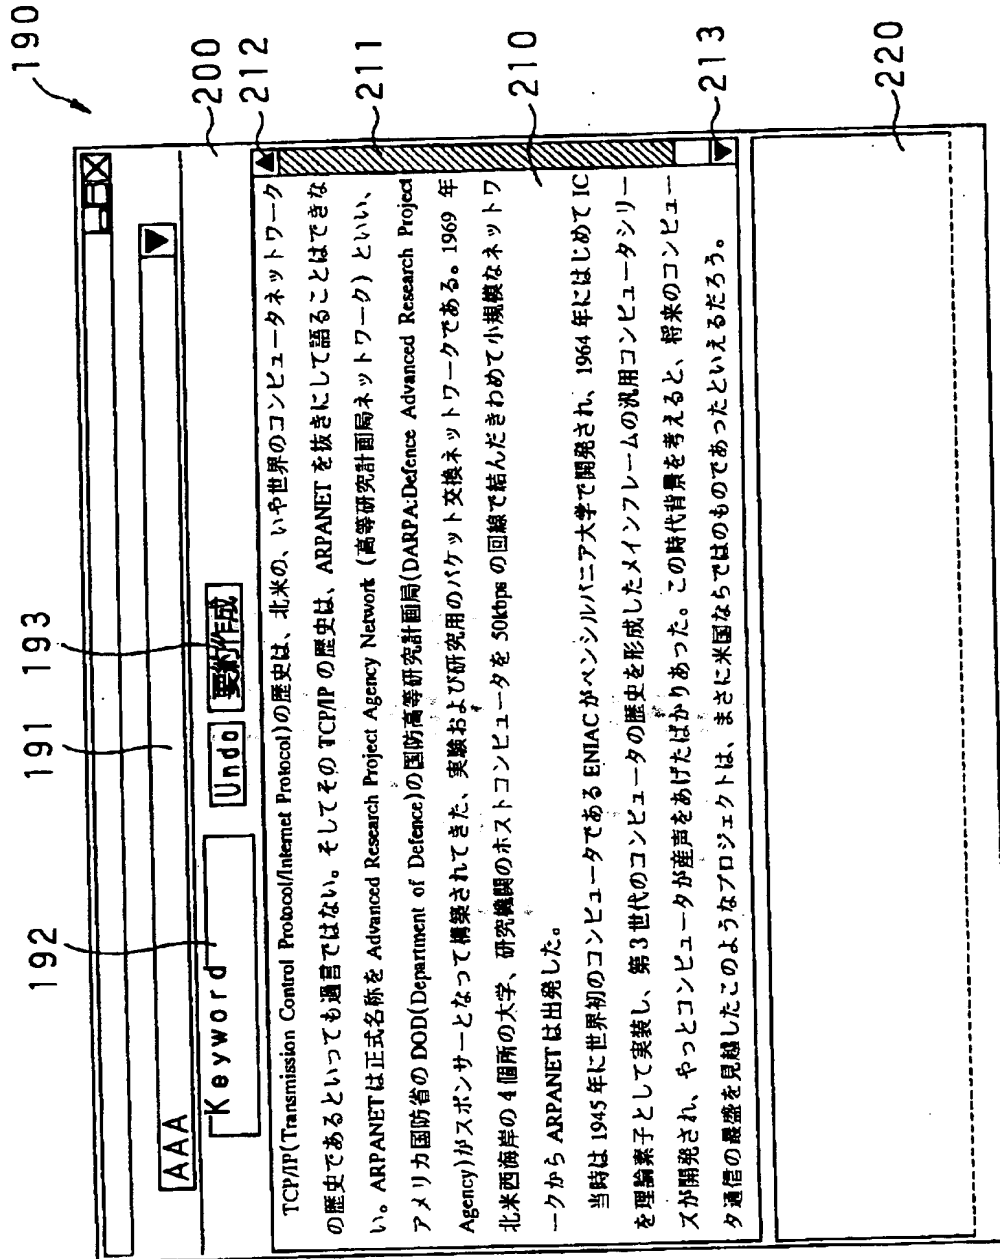 190
191
192
193
AAA
Keyword
Undo
要約作成
200
212
211
210
213
220
TCP/IP(Transmission Control Protocol/Internet Protocol)の歴史は、北米の、いや世界のコンピュータネットワーク
の歴史であるといっても過言ではない。そしてその TCP/IP の歴史は、ARPANET を抜きにして語ることはできな
い。ARPANET は正式名称を Advanced Research Project Agency Network (高等研究計画局ネットワーク) といい、
アメリカ国防省の DOD(Department of Defence)の国防高等研究計画局(DARPA:Defence Advanced Research Project
Agency)がスポンサーとなって構築されてきた、実験および研究用のパケット交換ネットワークである。1969 年
北米西海岸の 4 個所の大学、研究機関のホストコンピュータを 50kbps の回線で結んだきわめて小規模なネットワ
ークから ARPANET は出発した。
当時は 1945 年に世界初のコンピュータである ENIAC がペンシルバニア大学で開発され、1964 年にはじめて IC
を理論素子として実装し、第 3 世代のコンピュータの歴史を形成したメインフレームの汎用コンピュータシリー
ズが開発され、やっとコンピュータが産声をあげたばかりあった。この時代背景を考えると、将来のコンピュー
タ通信の最盛を見越したこのようなプロジェクトは、まさに米国ならではのものであったといえるだろう。